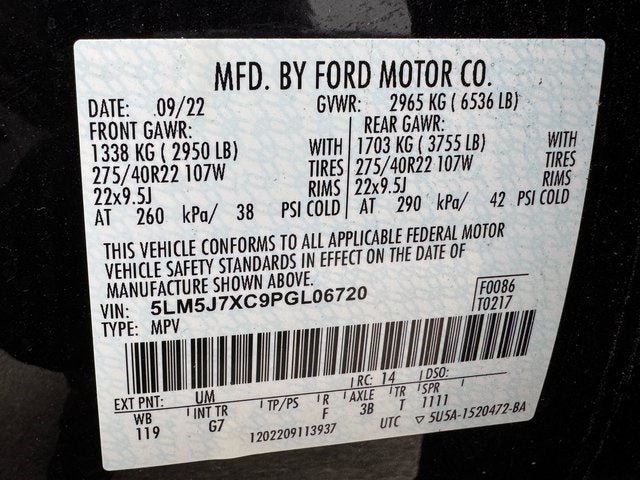 MFD. BY FORD MOTOR CO.
DATE: 09/22 GVWR: 2965 KG ( 6536 LB)
FRONT GAWR: REAR GAWR:
1338 KG ( 2950 LB) WITH 1703 KG ( 3755 LB) WITH
275/40R22 107W TIRES 275/40R22 107W TIRES
22x9.5J RIMS 22x9.5J RIMS
AT 260 kPa/ 38 PSI COLD AT 290 kPa/ 42 PSI COLD
THIS VEHICLE CONFORMS TO ALL APPLICABLE FEDERAL MOTOR
VEHICLE SAFETY STANDARDS IN EFFECT ON THE DATE OF
MANUFACTURE SHOWN ABOVE.
VIN: 5LM5J7XC9PGL06720 F0086
TYPE: MPV T0217
EXT PNT: UM RC: 14 DSO:
WB INT TR TP/PS R AXLE TR SPR
119 G7 F 3B T 1111
1202209113937 UTC ▽ 5U5A-1520472-BA